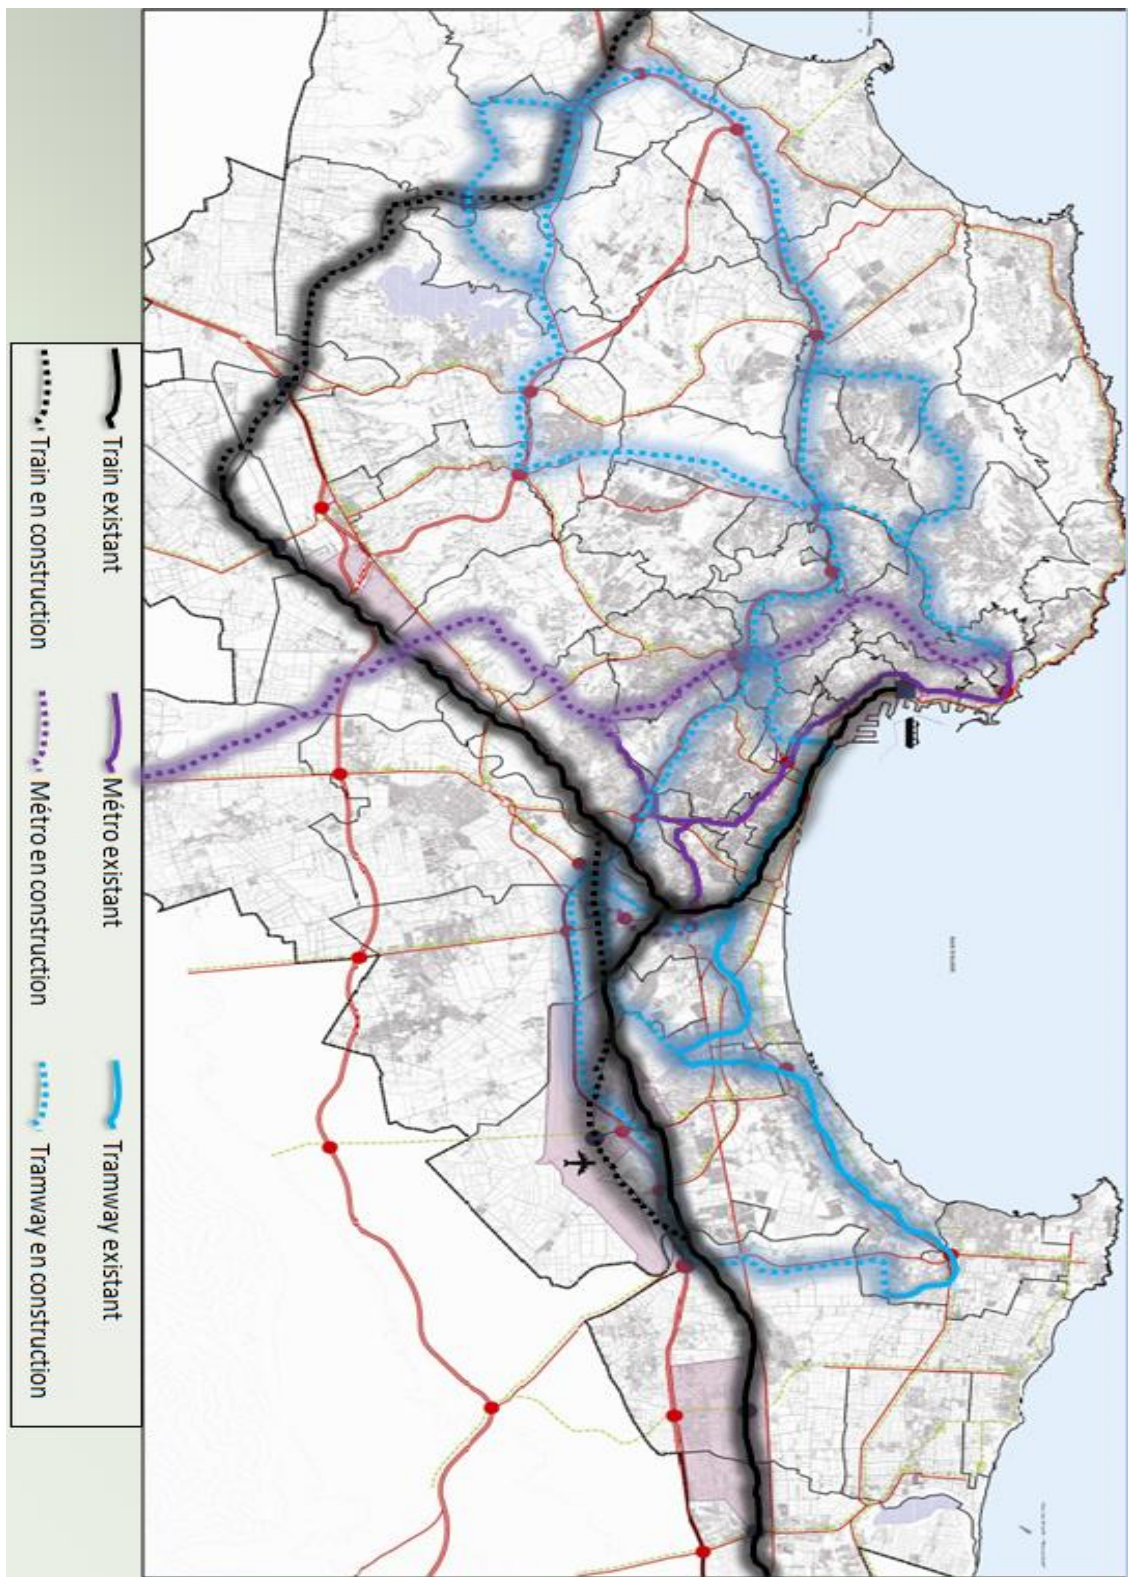 Train existant
Métro existant
Tramway existant
Train en construction
Métro en construction
Tramway en construction